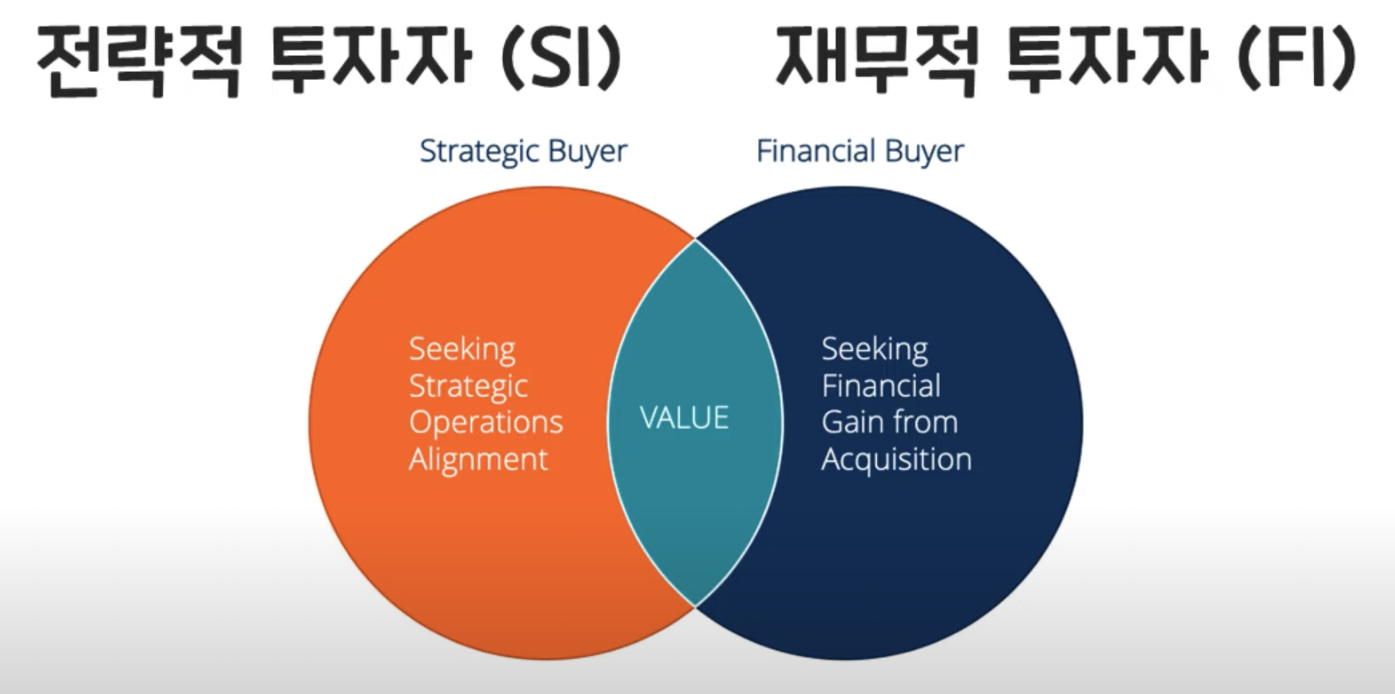 전략적 투자자 (SI)
재무적 투자자 (FI)
Strategic Buyer
Financial Buyer
Seeking
Strategic
Operations
Alignment
VALUE
Seeking
Financial
Gain from
Acquisition